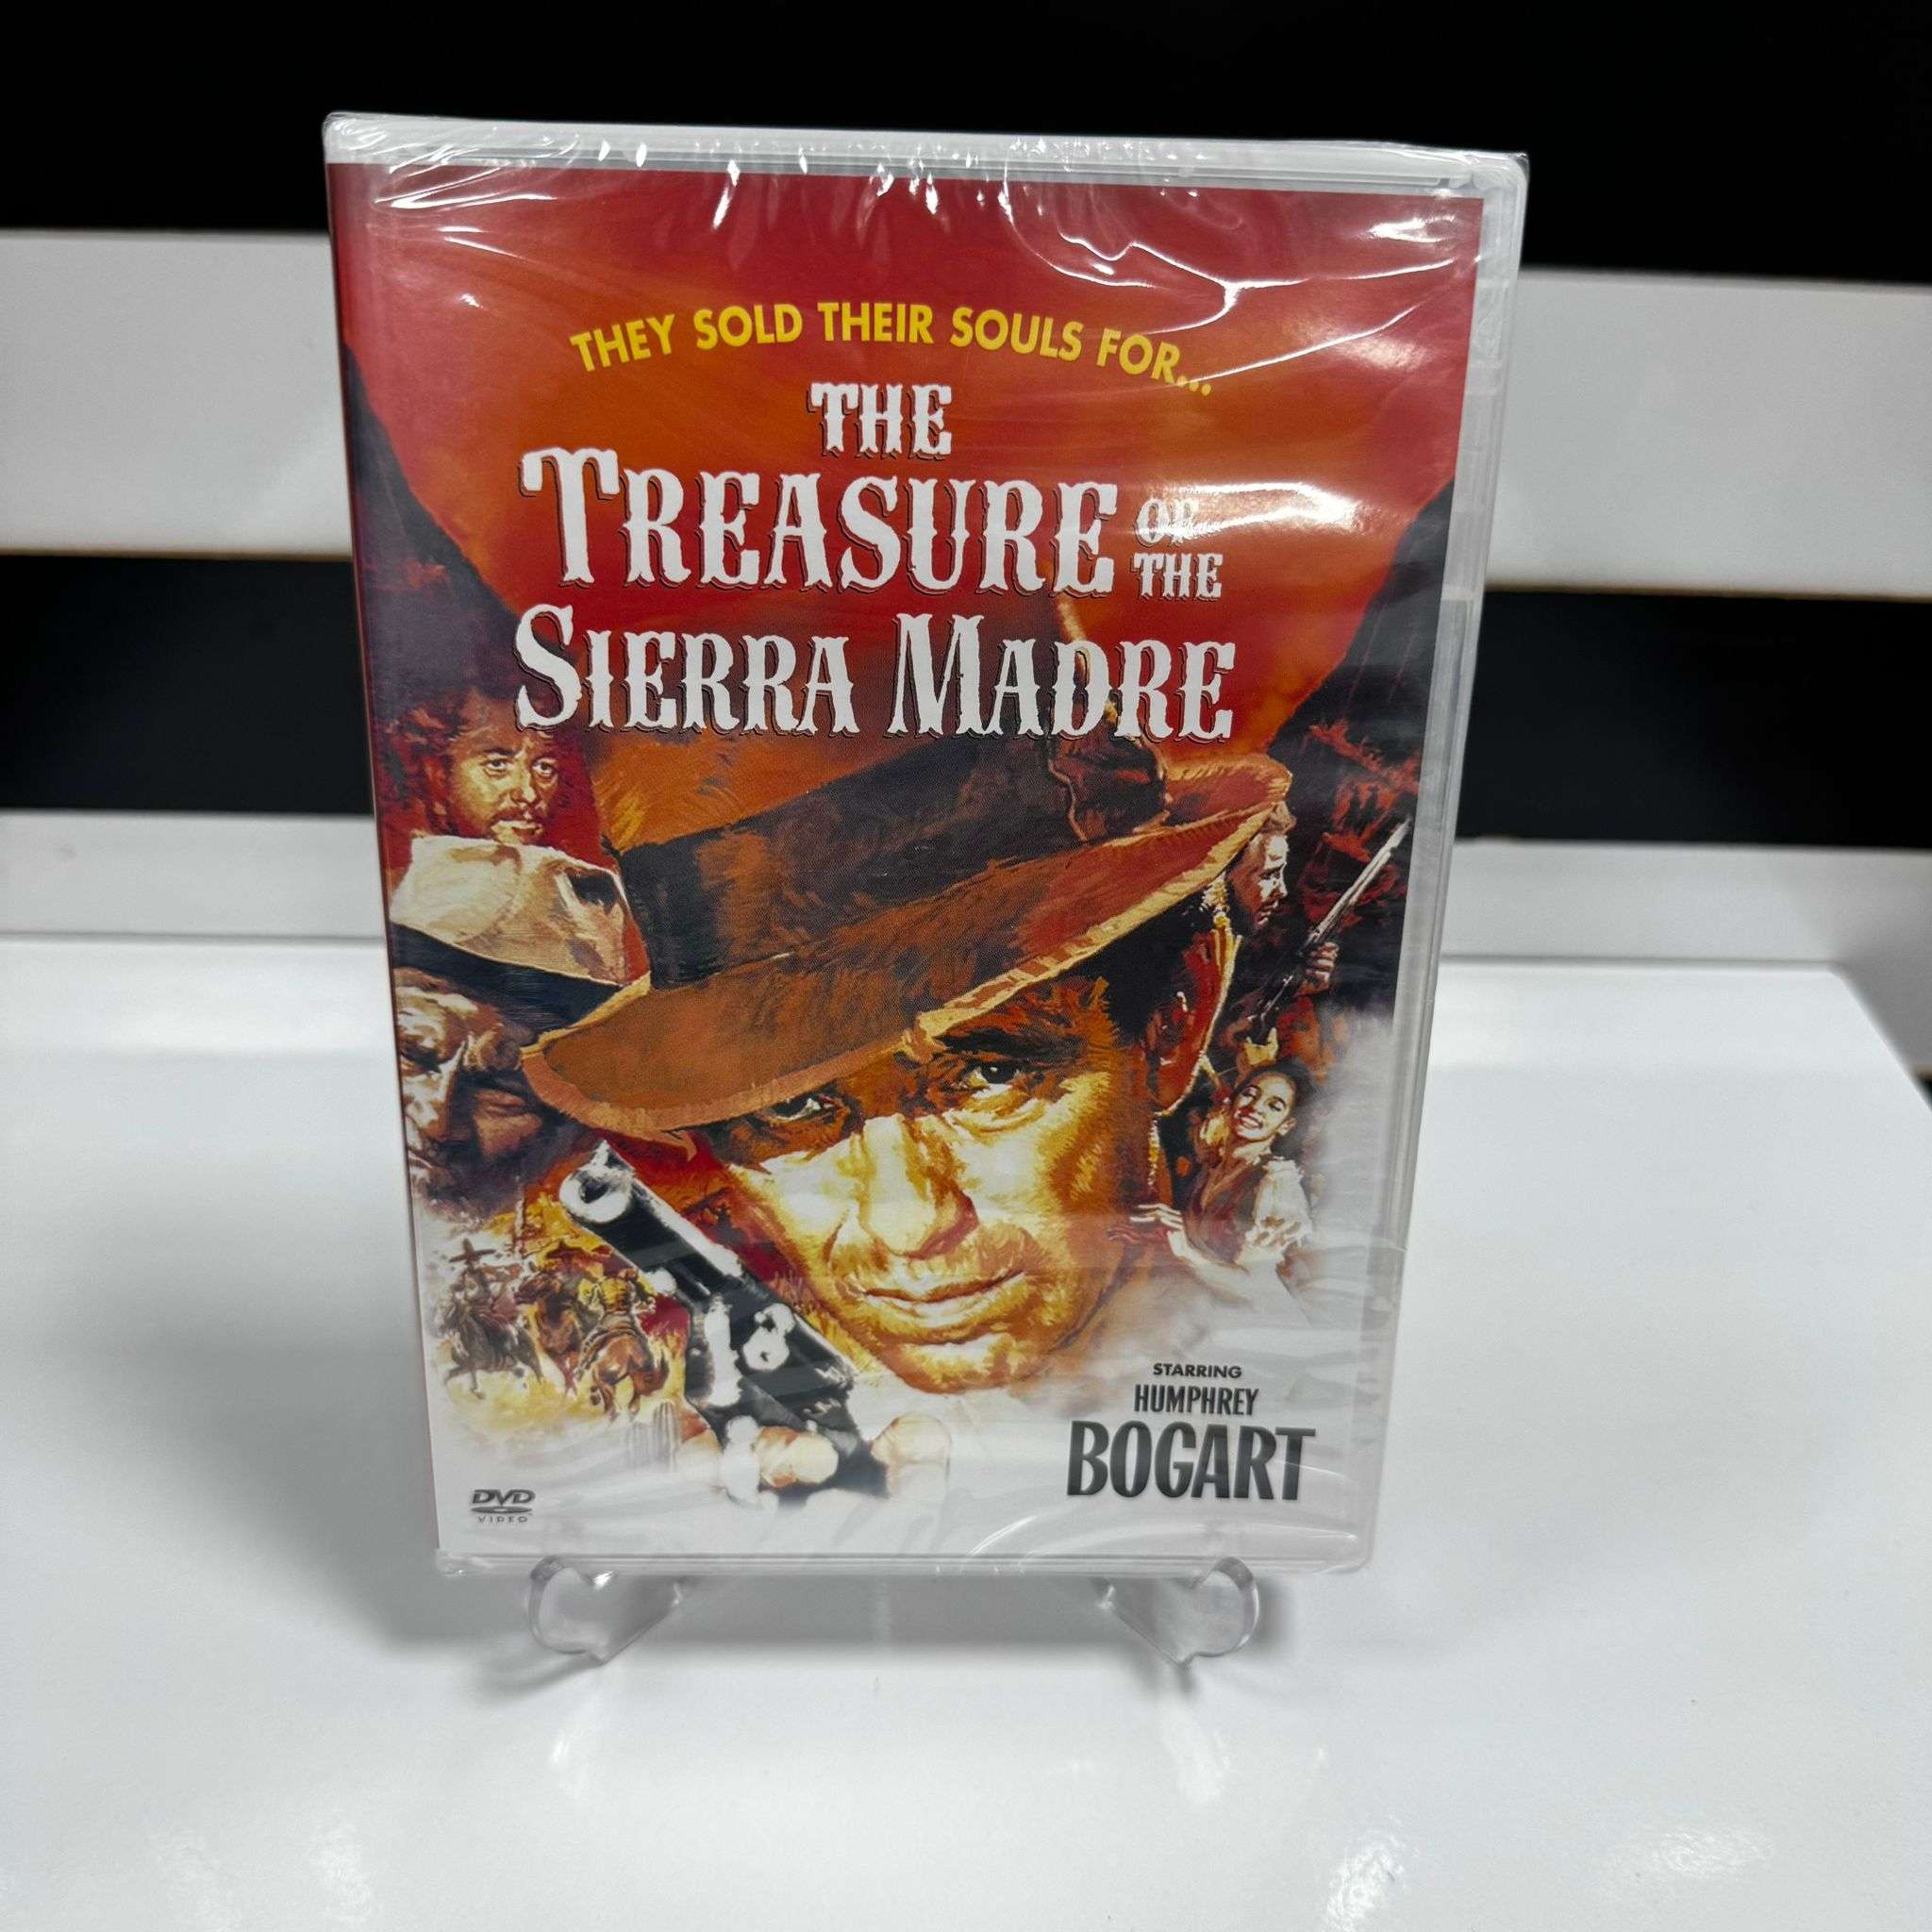 THEY SOLD THEIR SOULS FOR...
THE
TREASURE OF THE
SIERRA MADRE
STARRING
HUMPHREY
BOGART
DVD
VIDEO